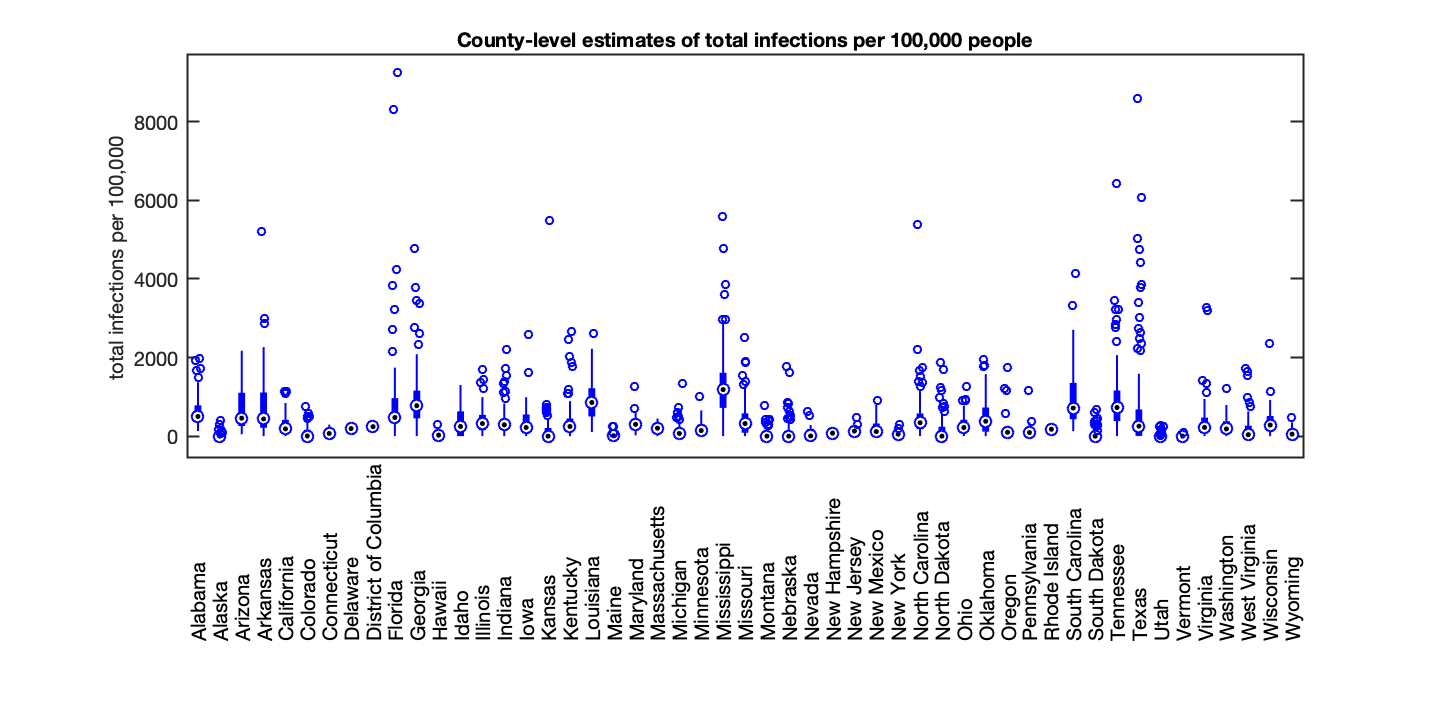 County-level estimates of total infections per 100,000 people
total infections per 100,000
8000
6000
4000
2000
0
Alabama
Alaska
Arizona
Arkansas
California
Colorado
Connecticut
Delaware
District of Columbia
Florida
Georgia
Hawaii
Idaho
Illinois
Indiana
Iowa
Kansas
Kentucky
Louisiana
Maine
Maryland
Massachusetts
Michigan
Minnesota
Mississippi
Missouri
Montana
Nebraska
Nevada
New Hampshire
New Jersey
New Mexico
New York
North Carolina
North Dakota
Ohio
Oklahoma
Oregon
Pennsylvania
Rhode Island
South Carolina
South Dakota
Tennessee
Texas
Utah
Vermont
Virginia
Washington
West Virginia
Wisconsin
Wyoming